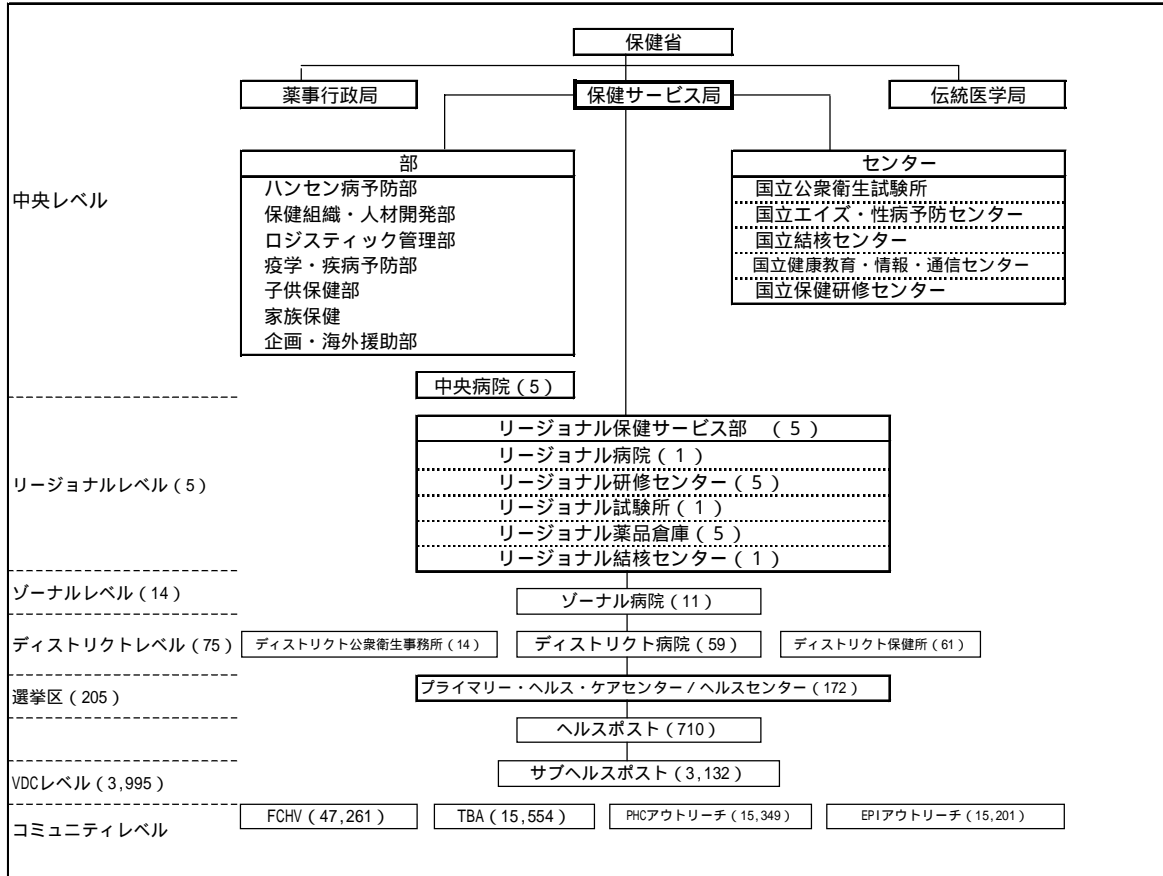 保健省
薬事行政局
保健サービス局
伝統医学局
中央レベル
部
ハンセン病予防部
保健組織・人材開発部
ロジスティック管理部
疫学・疾病予防部
子供保健部
家族保健
企画・海外援助部
センター
国立公衆衛生試験所
国立エイズ・性病予防センター
国立結核センター
国立健康教育・情報・通信センター
国立保健研修センター
中央病院(5)
リージョナルレベル(5)
リージョナル保健サービス部 (5)
リージョナル病院(1)
リージョナル研修センター(5)
リージョナル試験所(1)
リージョナル薬品倉庫(5)
リージョナル結核センター(1)
ゾーナルレベル(14)
ゾーナル病院(11)
ディストリクトレベル(75)
ディストリクト公衆衛生事務所(14)
ディストリクト病院(59)
ディストリクト保健所(61)
選挙区(205)
プライマリー・ヘルス・ケアセンター/ヘルスセンター(172)
ヘルスポスト(710)
VDCレベル(3,995)
サブヘルスポスト(3,132)
コミュニティレベル
FCHV(47,261)
TBA(15,554)
PHCアウトリーチ(15,349)
EPIアウトリーチ(15,201)